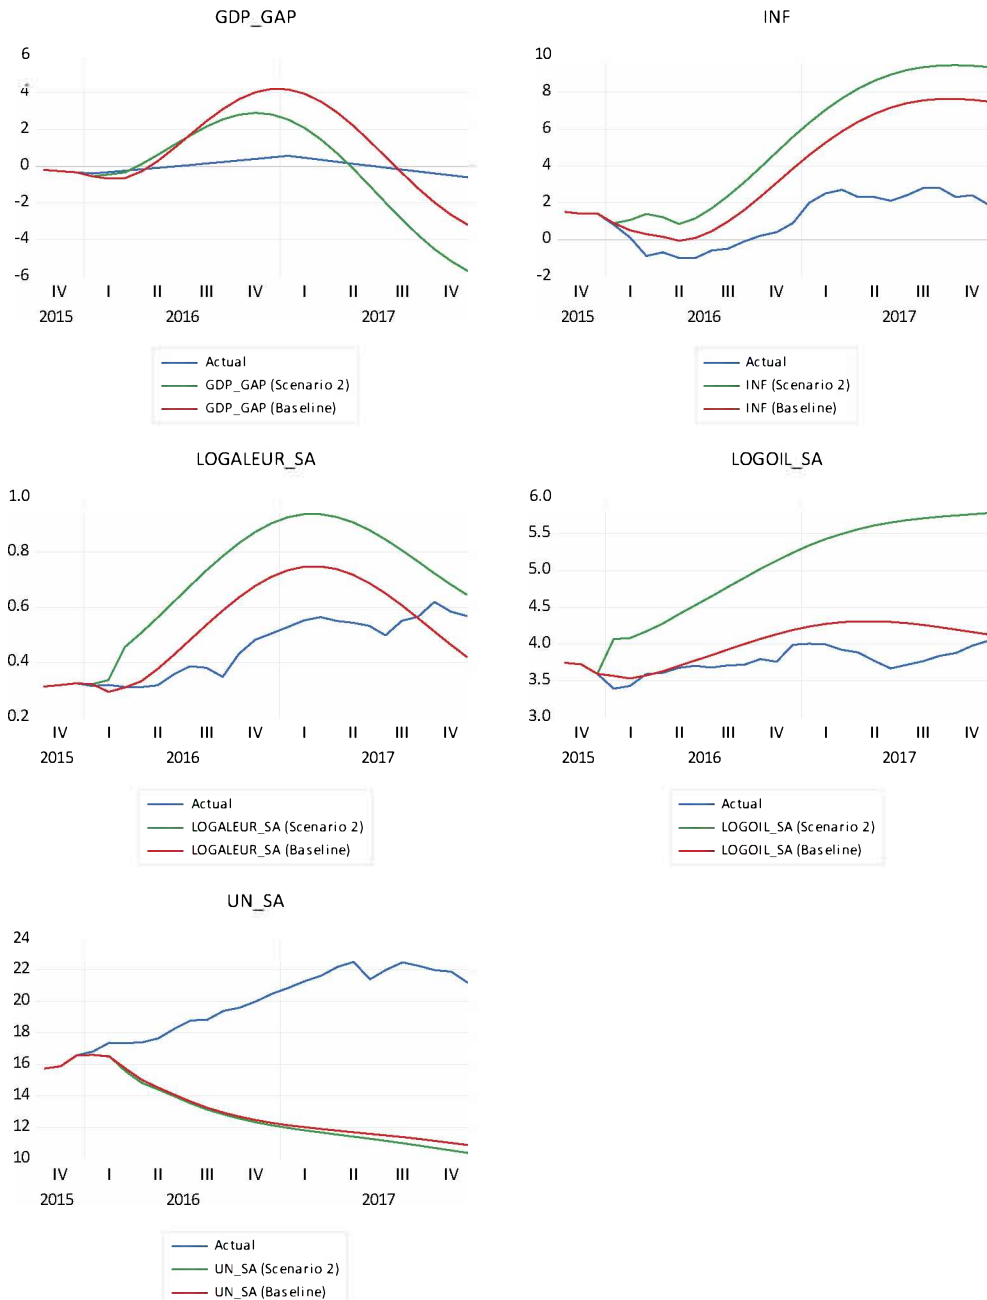 GDP_GAP
6
4
2
0
-2
-4
-6
IV I II III IV I II III IV
2015 2016 2017
Actual
GDP_GAP (Scenario 2)
GDP_GAP (Baseline)
INF
10
8
6
4
2
0
-2
IV I II III IV I II III IV
2015 2016 2017
Actual
INF (Scenario 2)
INF (Baseline)
LOGALEUR_SA
1.0
0.8
0.6
0.4
0.2
IV I II III IV I II III IV
2015 2016 2017
Actual
LOGALEUR_SA (Scenario 2)
LOGALEUR_SA (Baseline)
LOGOIL_SA
6.0
5.5
5.0
4.5
4.0
3.5
3.0
IV I II III IV I II III IV
2015 2016 2017
Actual
LOGOIL_SA (Scenario 2)
LOGOIL_SA (Baseline)
UN_SA
24
22
20
18
16
14
12
10
IV I II III IV I II III IV
2015 2016 2017
Actual
UN_SA (Scenario 2)
UN_SA (Baseline)